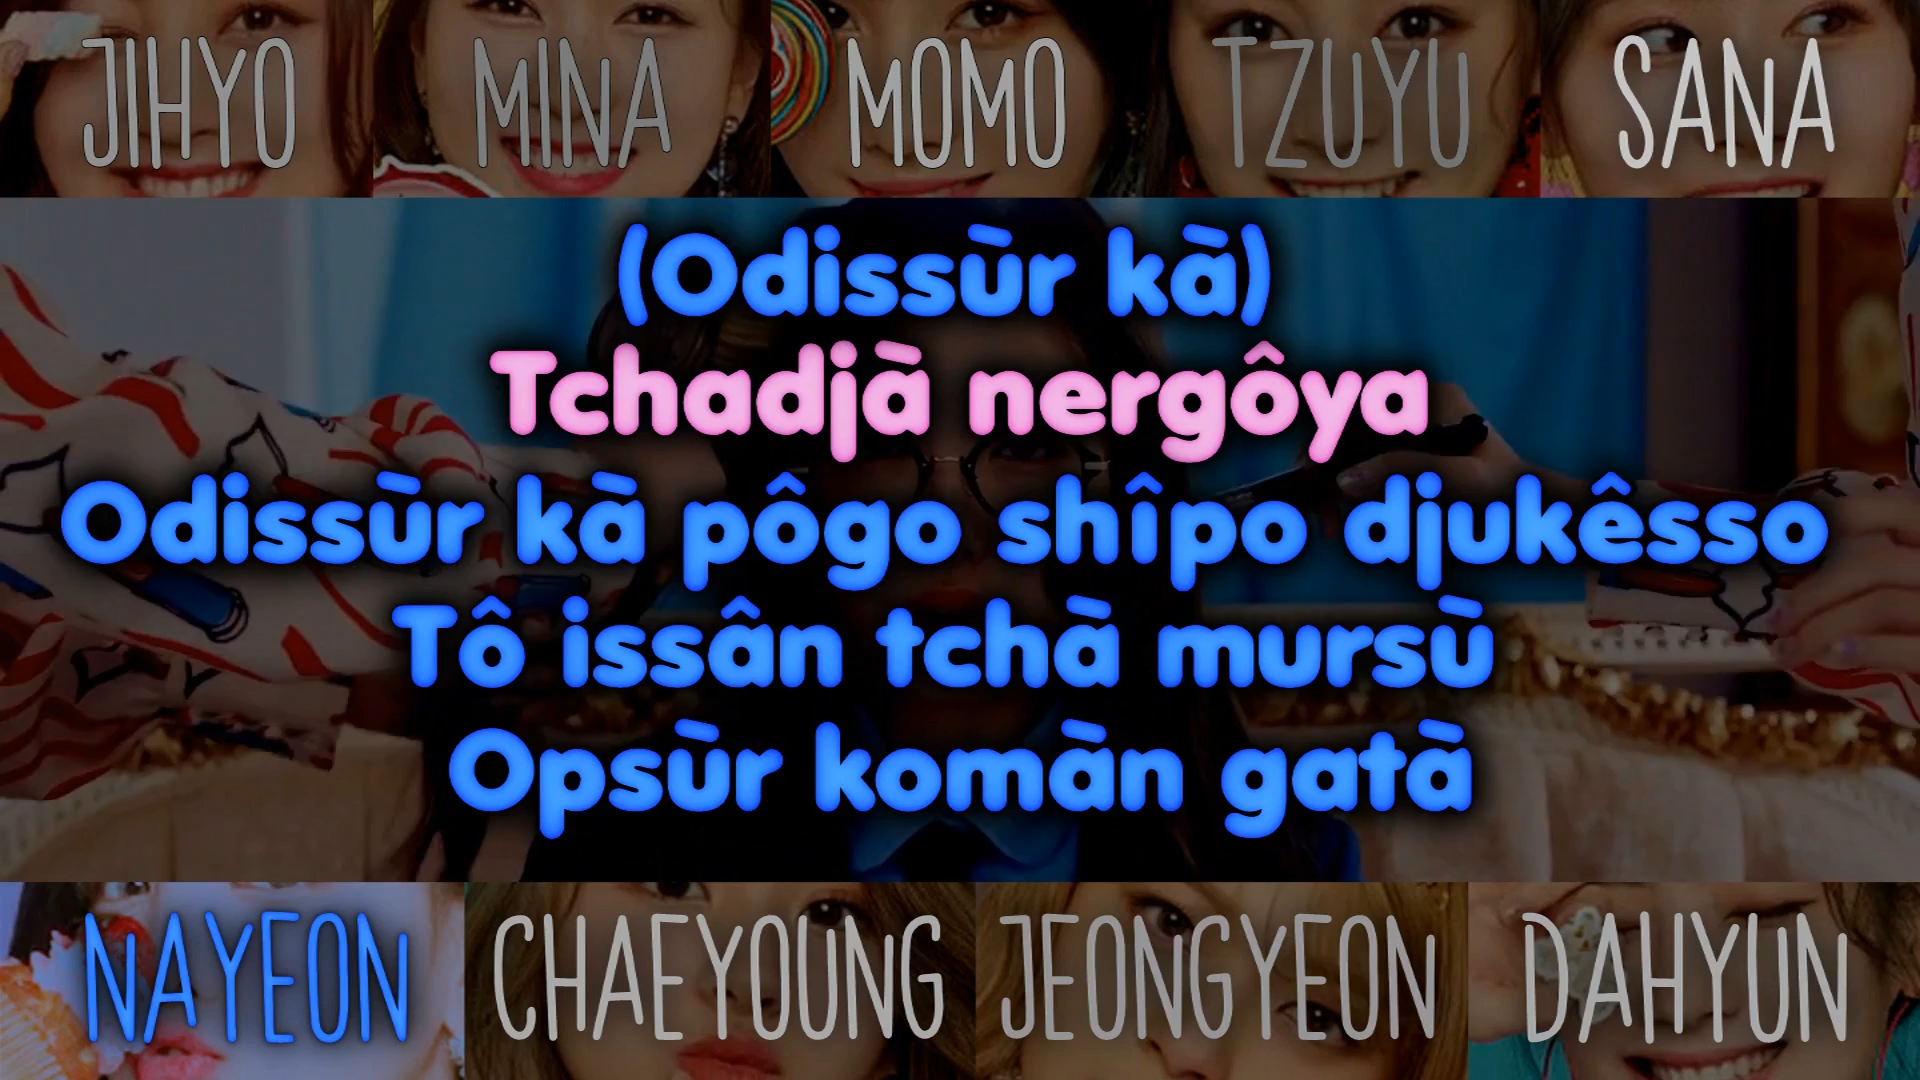 JIHYO
MINA
MOMO
TZUYU
SANA
(Odissùr kà)
Tchadjà nergôya
Odissùr kà pôgo shîpo djukêsso
Tô issân tchà mursù
Opsùr komàn gatà
NAYEON
CHAEYOUNG
JEONGYEON
DAHYUN